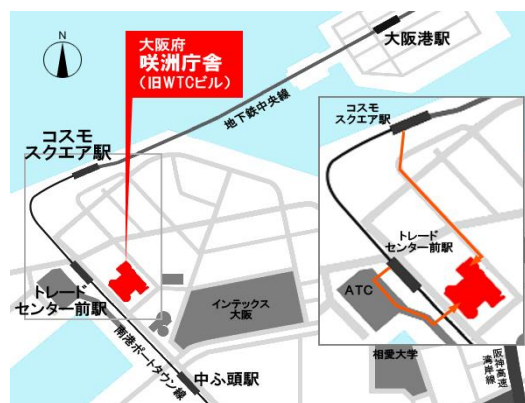 N
大阪府
咲洲庁舎
(旧WTCビル)
大阪港駅
地下鉄中央線
コスモ
スクエア駅
トレード
センター前駅
インテックス
大阪
南港ポートタウン線
中ふ頭駅
コスモ
スクエア駅
トレード
センター前駅
ATC
相愛大学
阪神高速
湾岸線